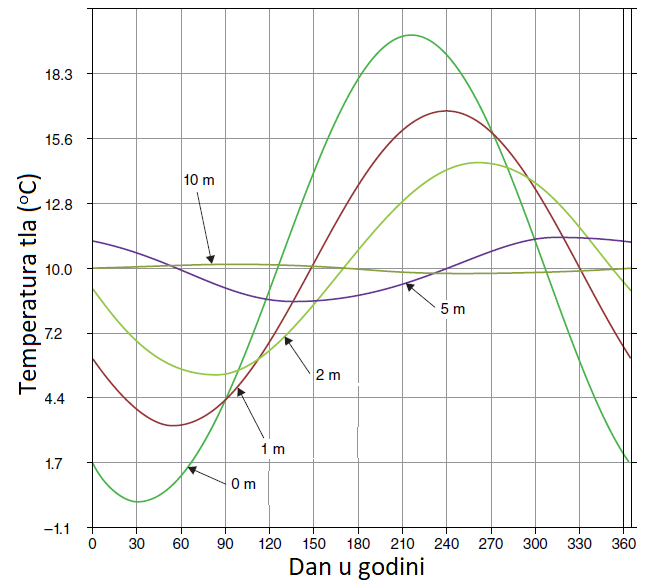 18.3
15.6
10 m
12.8
10.0
5 m
7.2
2 m
4.4
1 m
1.7
0 m
−1.1
0 30 60 90 120 150 180 210 240 270 300 330 360
Dan u godini
Temperatura tla (°C)